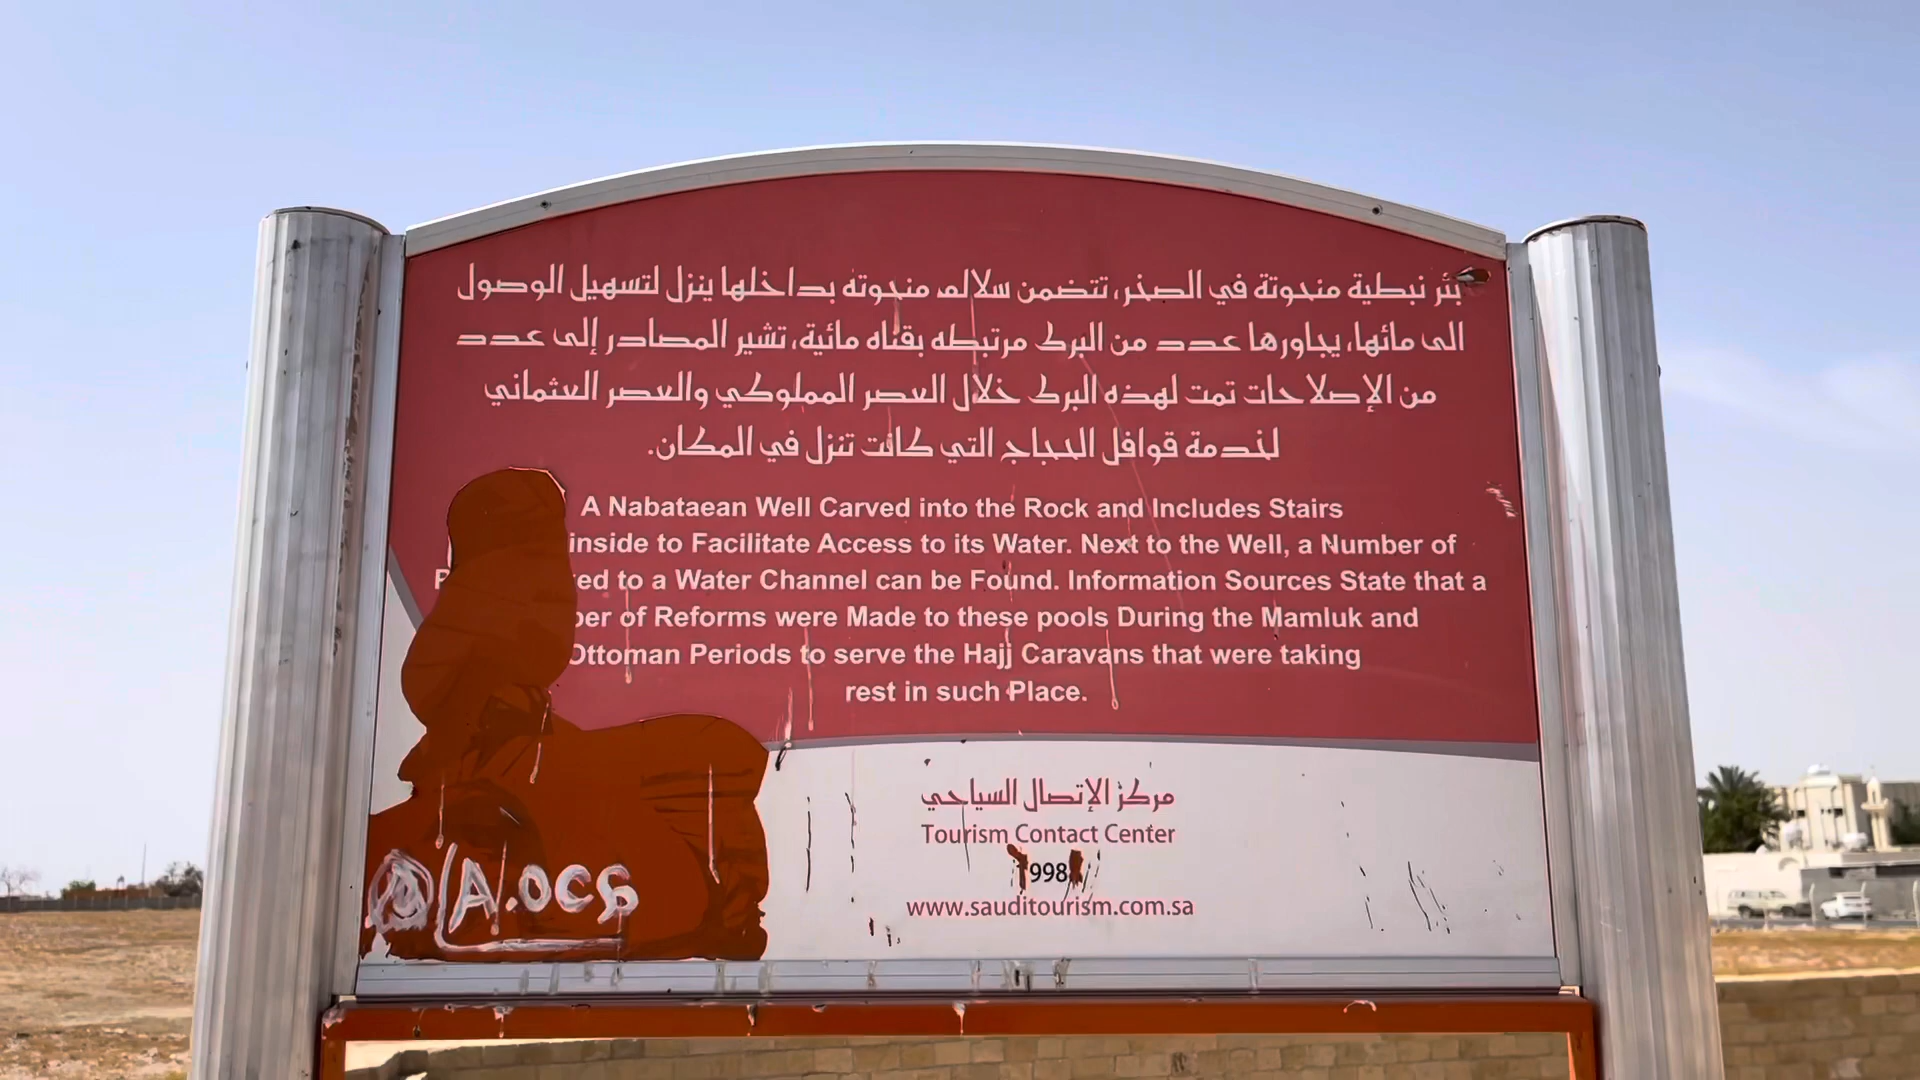 بئر نبطية منحوتة في الصخر، تتضمن سلالم منحوته بداخلها ينزل لتسهيل الوصول
الى مائها، يجاورها عدد من البرك مرتبطه بقناه مائية، تشير المصادر إلى عدد
من الإصلاحات تمت لهذه البرك خلال العصر المملوكي والعصر العثماني
لخدمة قوافل الحجاج التي كانت تنزل في المكان.
A Nabataean Well Carved into the Rock and Includes Stairs
inside to Facilitate Access to its Water. Next to the Well, a Number of
to a Water Channel can be Found. Information Sources State that a
of Reforms were Made to these pools During the Mamluk and
Ottoman Periods to serve the Hajj Caravans that were taking
rest in such Place.
مركز الإتصال السياحي
Tourism Contact Center
www.sauditourism.com.sa